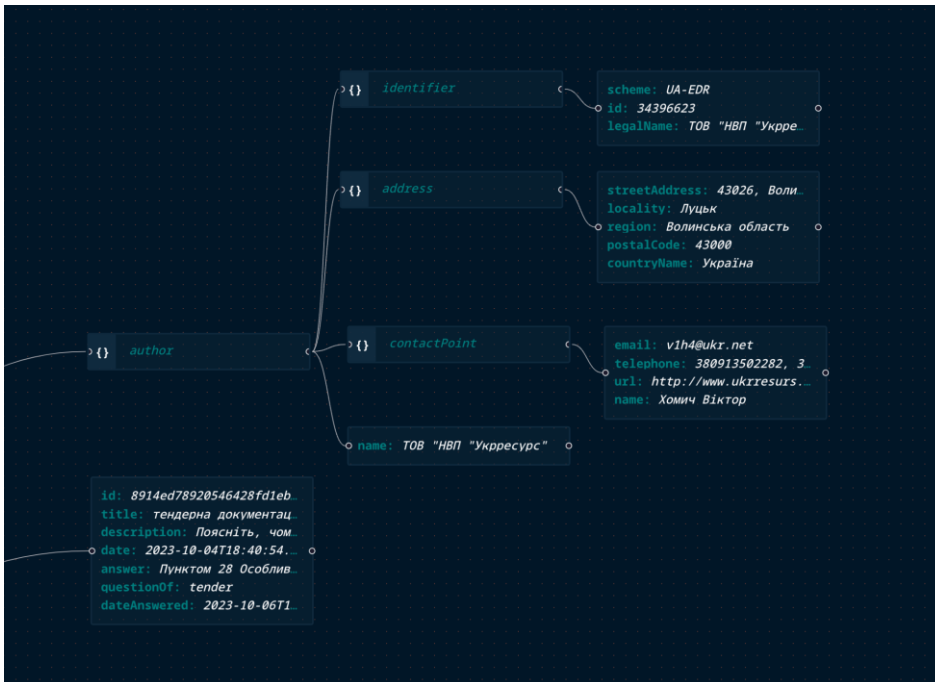 {} identifier
scheme: UA-EDR
id: 34396623
legalName: ТОВ "НВП "Укрре…
{} address
streetAddress: 43026, Воли…
locality: Луцьк
region: Волинська область
postalCode: 43000
countryName: Україна
{} author
{} contactPoint
email: v1h4@ukr.net
telephone: 380913502282, 3…
url: http://www.ukrresurs.…
name: Хомич Віктор
name: ТОВ "НВП "Укрресурс"
id: 8914ed78920546428fd1eb…
title: тендерна документац…
description: Поясніть, чом…
date: 2023-10-04T18:40:54.…
answer: Пунктом 28 Особлив…
questionOf: tender
dateAnswered: 2023-10-06T1…